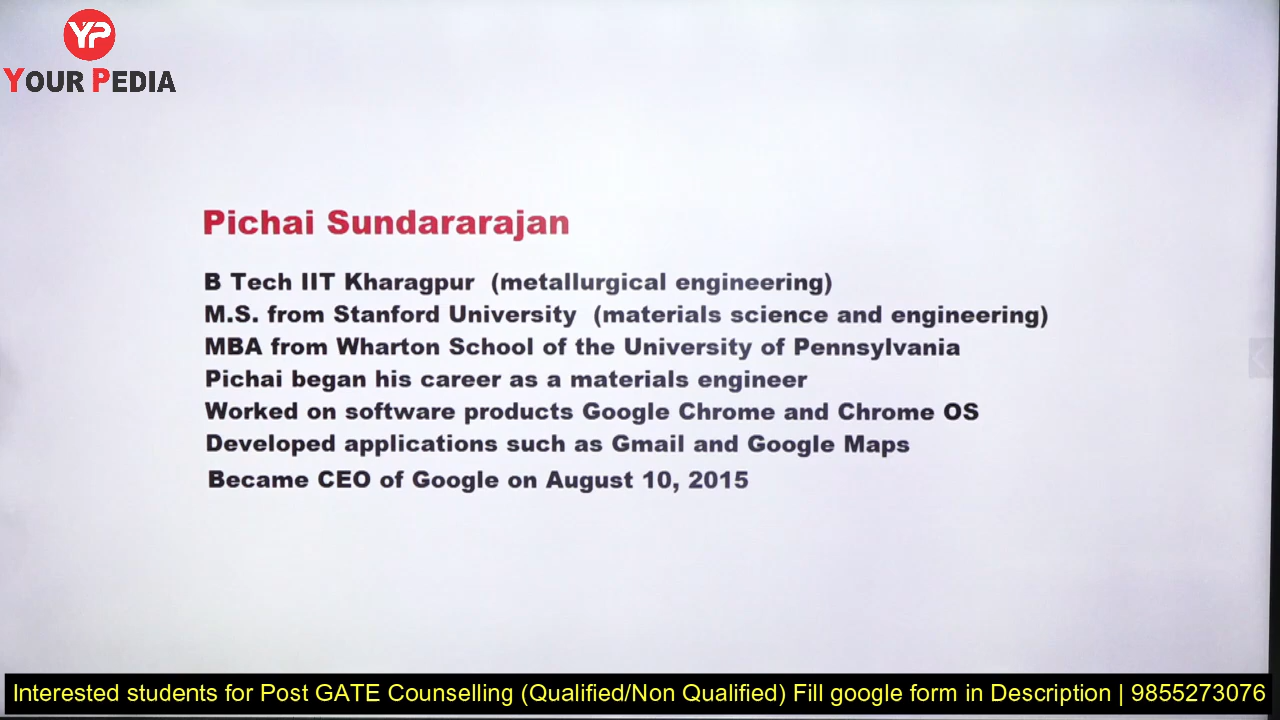 YP
YOUR PEDIA
Pichai Sundararajan
B Tech IIT Kharagpur (metallurgical engineering)
M.S. from Stanford University (materials science and engineering)
MBA from Wharton School of the University of Pennsylvania
Pichai began his career as a materials engineer
Worked on software products Google Chrome and Chrome OS
Developed applications such as Gmail and Google Maps
Became CEO of Google on August 10, 2015
Interested students for Post GATE Counselling (Qualified/Non Qualified) Fill google form in Description | 9855273076